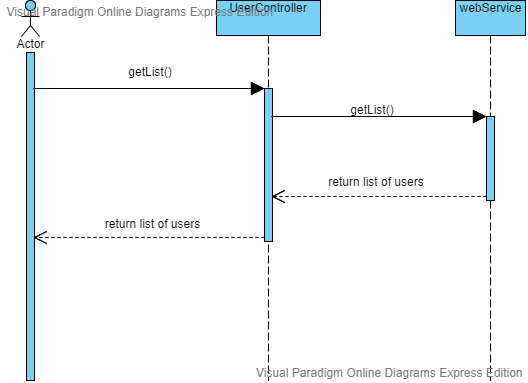 Visual Paradigm Online Diagrams Express Edition
UserController
webService
Actor
getList()
getList()
return list of users
return list of users
Visual Paradigm Online Diagrams Express Edition